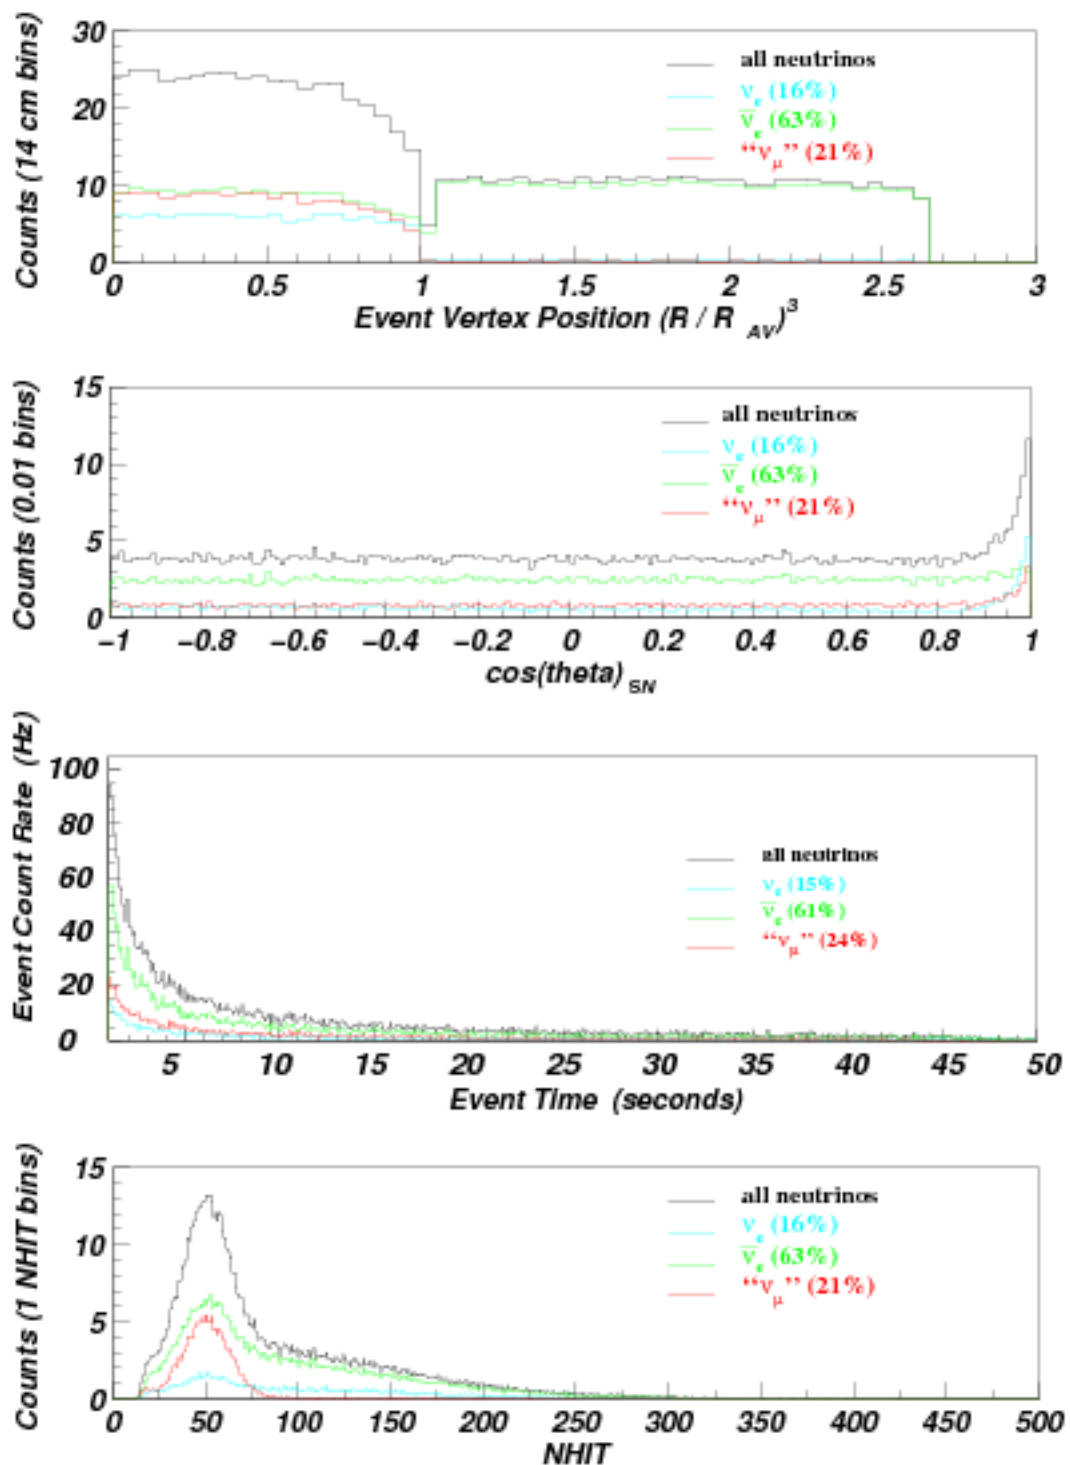 Counts (14 cm bins)
30
20
10
0
all neutrinos
νe (16%)
ν̅e (63%)
“νμ” (21%)
0 0.5 1 1.5 2 2.5 3
Event Vertex Position (R / R AV)³
Counts (0.01 bins)
15
10
5
0
all neutrinos
νe (16%)
ν̅e (63%)
“νμ” (21%)
−1 −0.8 −0.6 −0.4 −0.2 0 0.2 0.4 0.6 0.8 1
cos(theta) SN
Event Count Rate (Hz)
100
80
60
40
20
0
all neutrinos
νe (15%)
ν̅e (61%)
“νμ” (24%)
5 10 15 20 25 30 35 40 45 50
Event Time (seconds)
Counts (1 NHIT bins)
15
10
5
0
all neutrinos
νe (16%)
ν̅e (63%)
“νμ” (21%)
0 50 100 150 200 250 300 350 400 450 500
NHIT